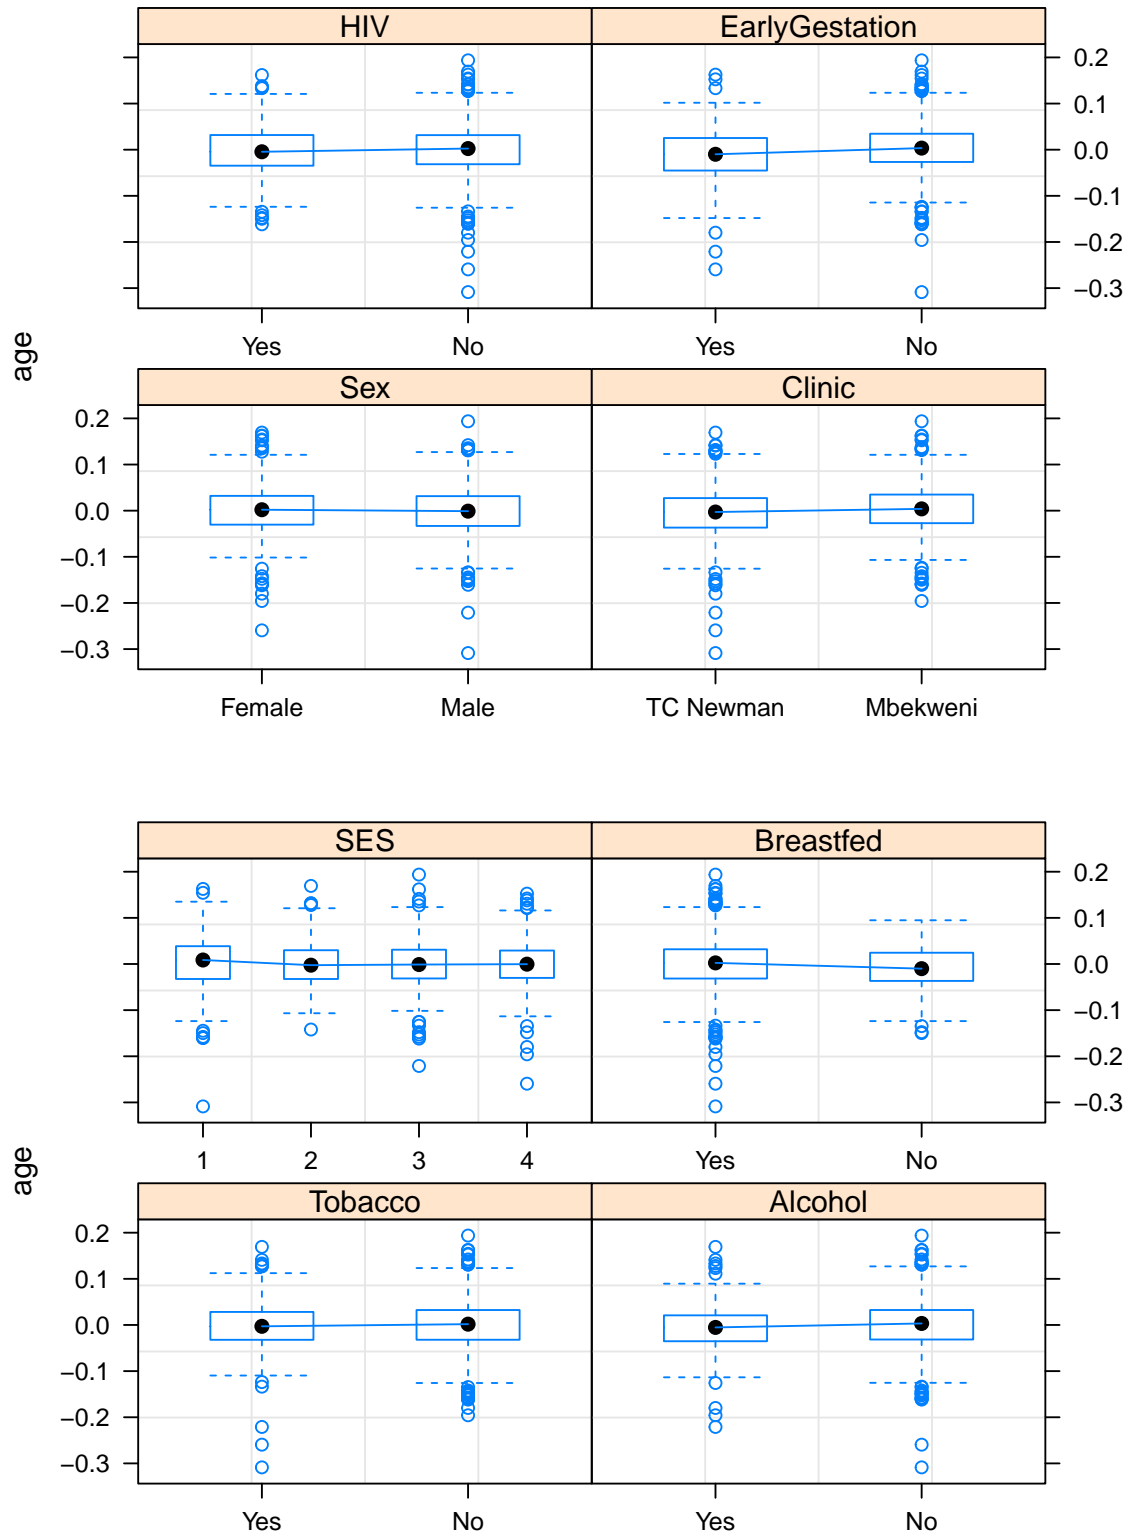 HIV EarlyGestation
0.2
0.1
0.0
−0.1
−0.2
−0.3
Yes No Yes No
age
Sex Clinic
0.2
0.1
0.0
−0.1
−0.2
−0.3
Female Male TC Newman Mbekweni
SES Breastfed
0.2
0.1
0.0
−0.1
−0.2
−0.3
1 2 3 4 Yes No
age
Tobacco Alcohol
0.2
0.1
0.0
−0.1
−0.2
−0.3
Yes No Yes No